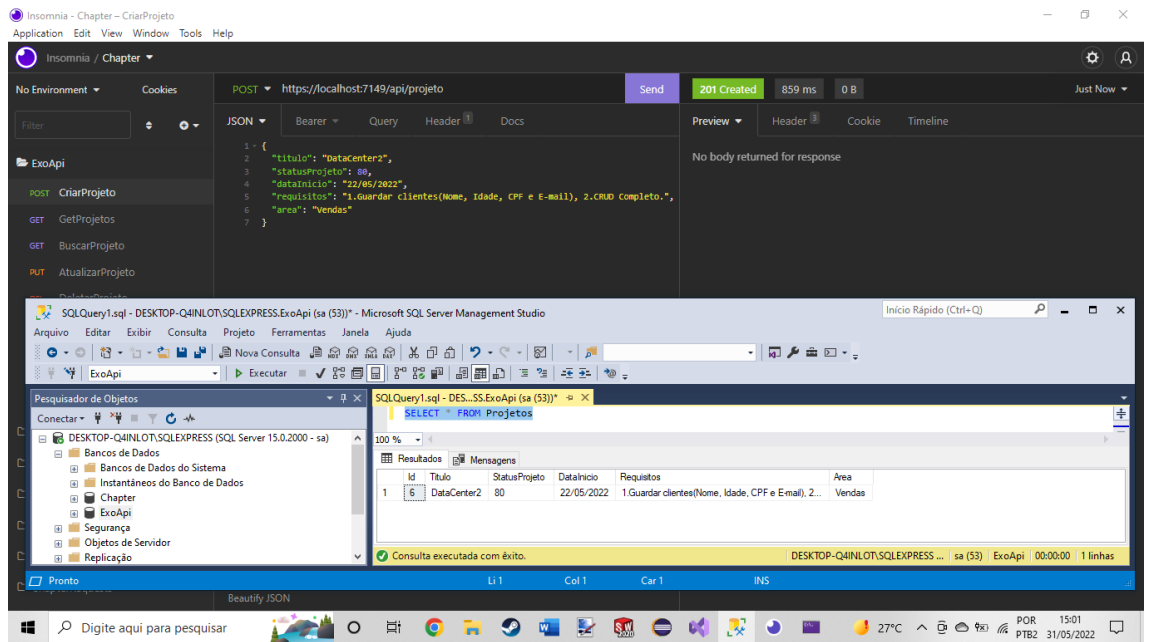 Insomnia - Chapter – CriarProjeto
Application Edit View Window Tools Help
Insomnia / Chapter
No Environment Cookies POST https://localhost:7149/api/projeto Send 201 Created 859 ms 0 B Just Now
Filter JSON Bearer Query Header 1 Docs Preview Header 3 Cookie Timeline
1 {
2 "titulo": "DataCenter2",
3 "statusProjeto": 80,
4 "dataInicio": "22/05/2022",
5 "requisitos": "1.Guardar clientes(Nome, Idade, CPF e E-mail), 2.CRUD Completo.",
6 "area": "Vendas"
7 }
No body returned for response
ExoApi
POST CriarProjeto
GET GetProjetos
GET BuscarProjeto
PUT AtualizarProjeto
DeletarProjeto
SQLQuery1.sql - DESKTOP-Q4INLOT\SQLEXPRESS.ExoApi (sa (53))* - Microsoft SQL Server Management Studio Início Rápido (Ctrl+Q)
Arquivo Editar Exibir Consulta Projeto Ferramentas Janela Ajuda
Nova Consulta
ExoApi Executar
Pesquisador de Objetos
Conectar
DESKTOP-Q4INLOT\SQLEXPRESS (SQL Server 15.0.2000 - sa)
Bancos de Dados
Bancos de Dados do Sistema
Instantâneos do Banco de Dados
Chapter
ExoApi
Segurança
Objetos de Servidor
Replicação
SQLQuery1.sql - DES...SS.ExoApi (sa (53))*
SELECT * FROM Projetos
100 %
Resultados Mensagens
Id Titulo StatusProjeto DataInicio Requisitos Area
1 6 DataCenter2 80 22/05/2022 1.Guardar clientes(Nome, Idade, CPF e E-mail), 2... Vendas
Consulta executada com êxito. DESKTOP-Q4INLOT\SQLEXPRESS ... sa (53) ExoApi 00:00:00 1 linhas
Pronto Li 1 Col 1 Car 1 INS
Beautify JSON
Digite aqui para pesquisar 27°C POR 15:01
PTB2 31/05/2022